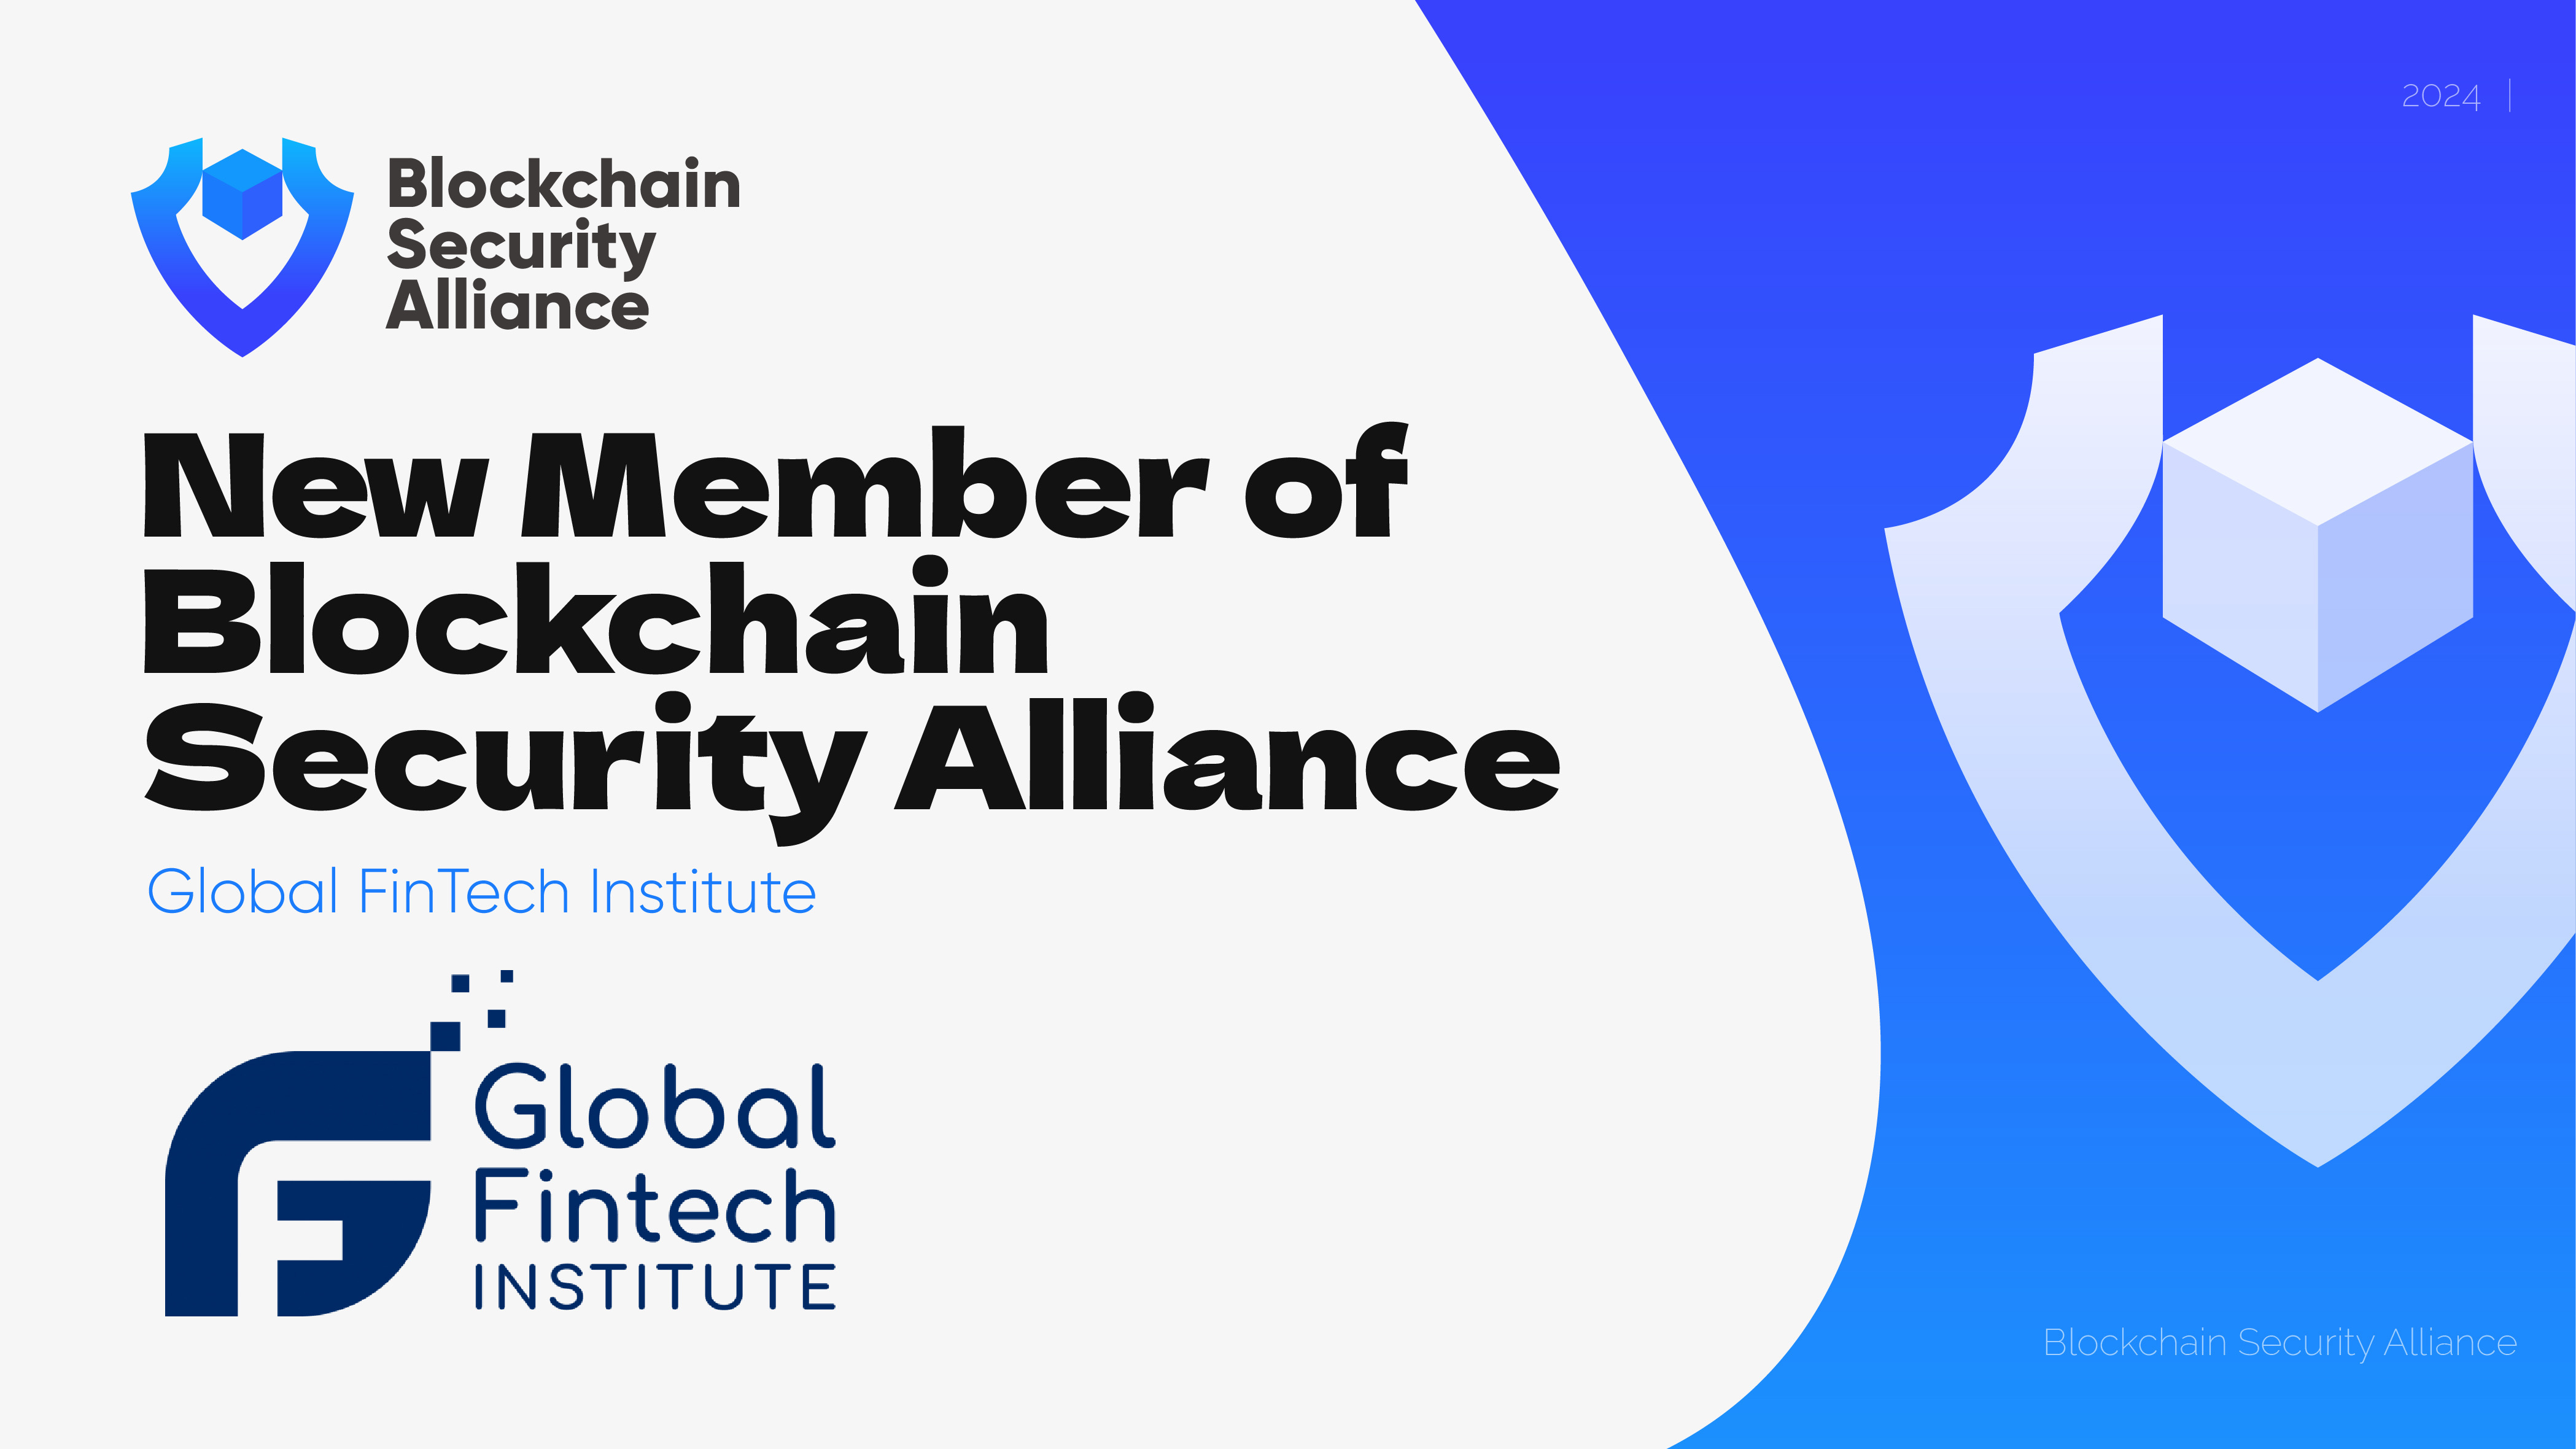 2024 |
Blockchain
Security
Alliance
New Member of
Blockchain
Security Alliance
Global FinTech Institute
Global
Fintech
INSTITUTE
Blockchain Security Alliance